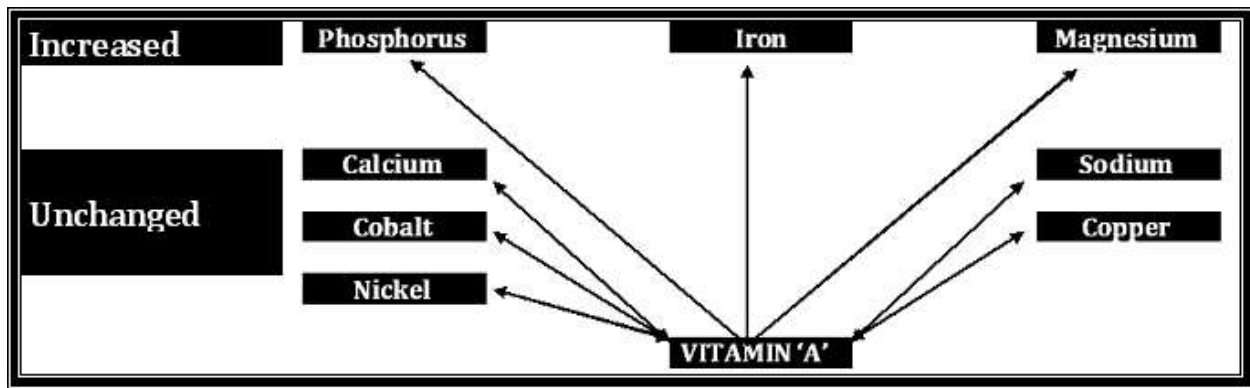 Increased
Phosphorus
Iron
Magnesium
Calcium
Sodium
Unchanged
Cobalt
Copper
Nickel
VITAMIN ‘A’